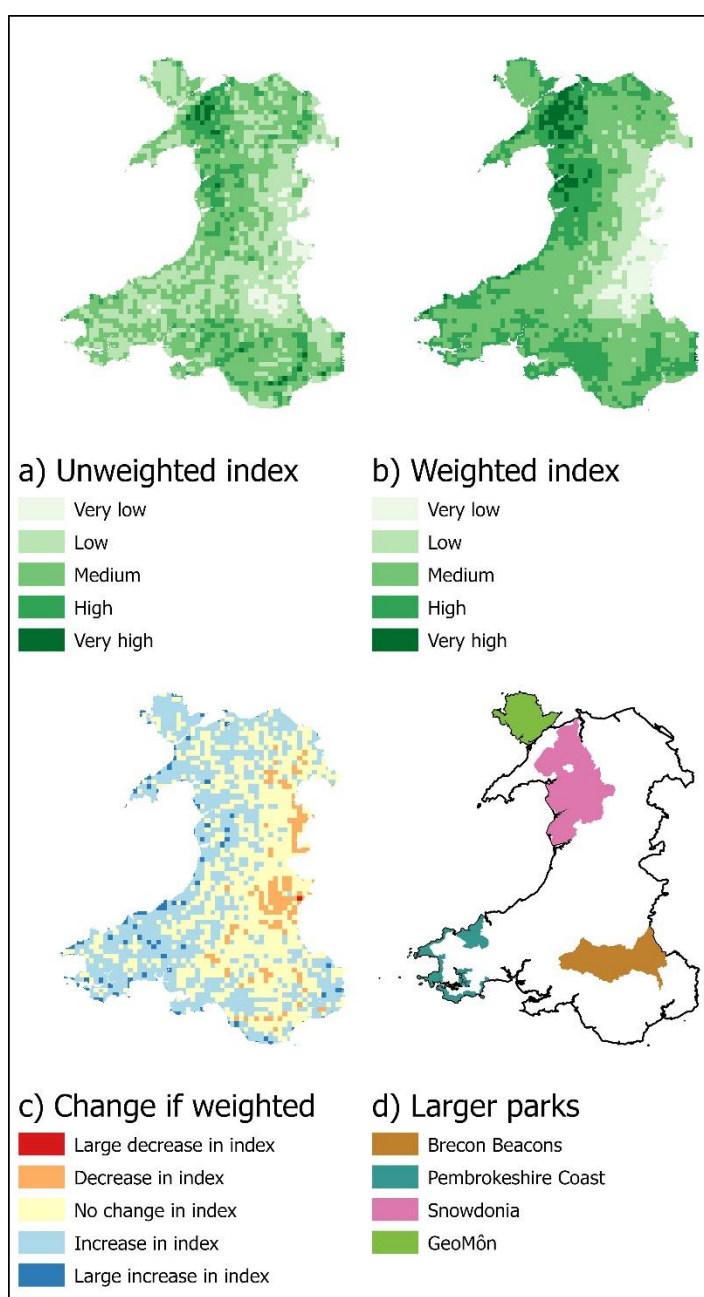 a) Unweighted index
Very low
Low
Medium
High
Very high
b) Weighted index
Very low
Low
Medium
High
Very high
c) Change if weighted
Large decrease in index
Decrease in index
No change in index
Increase in index
Large increase in index
d) Larger parks
Brecon Beacons
Pembrokeshire Coast
Snowdonia
GeoMôn